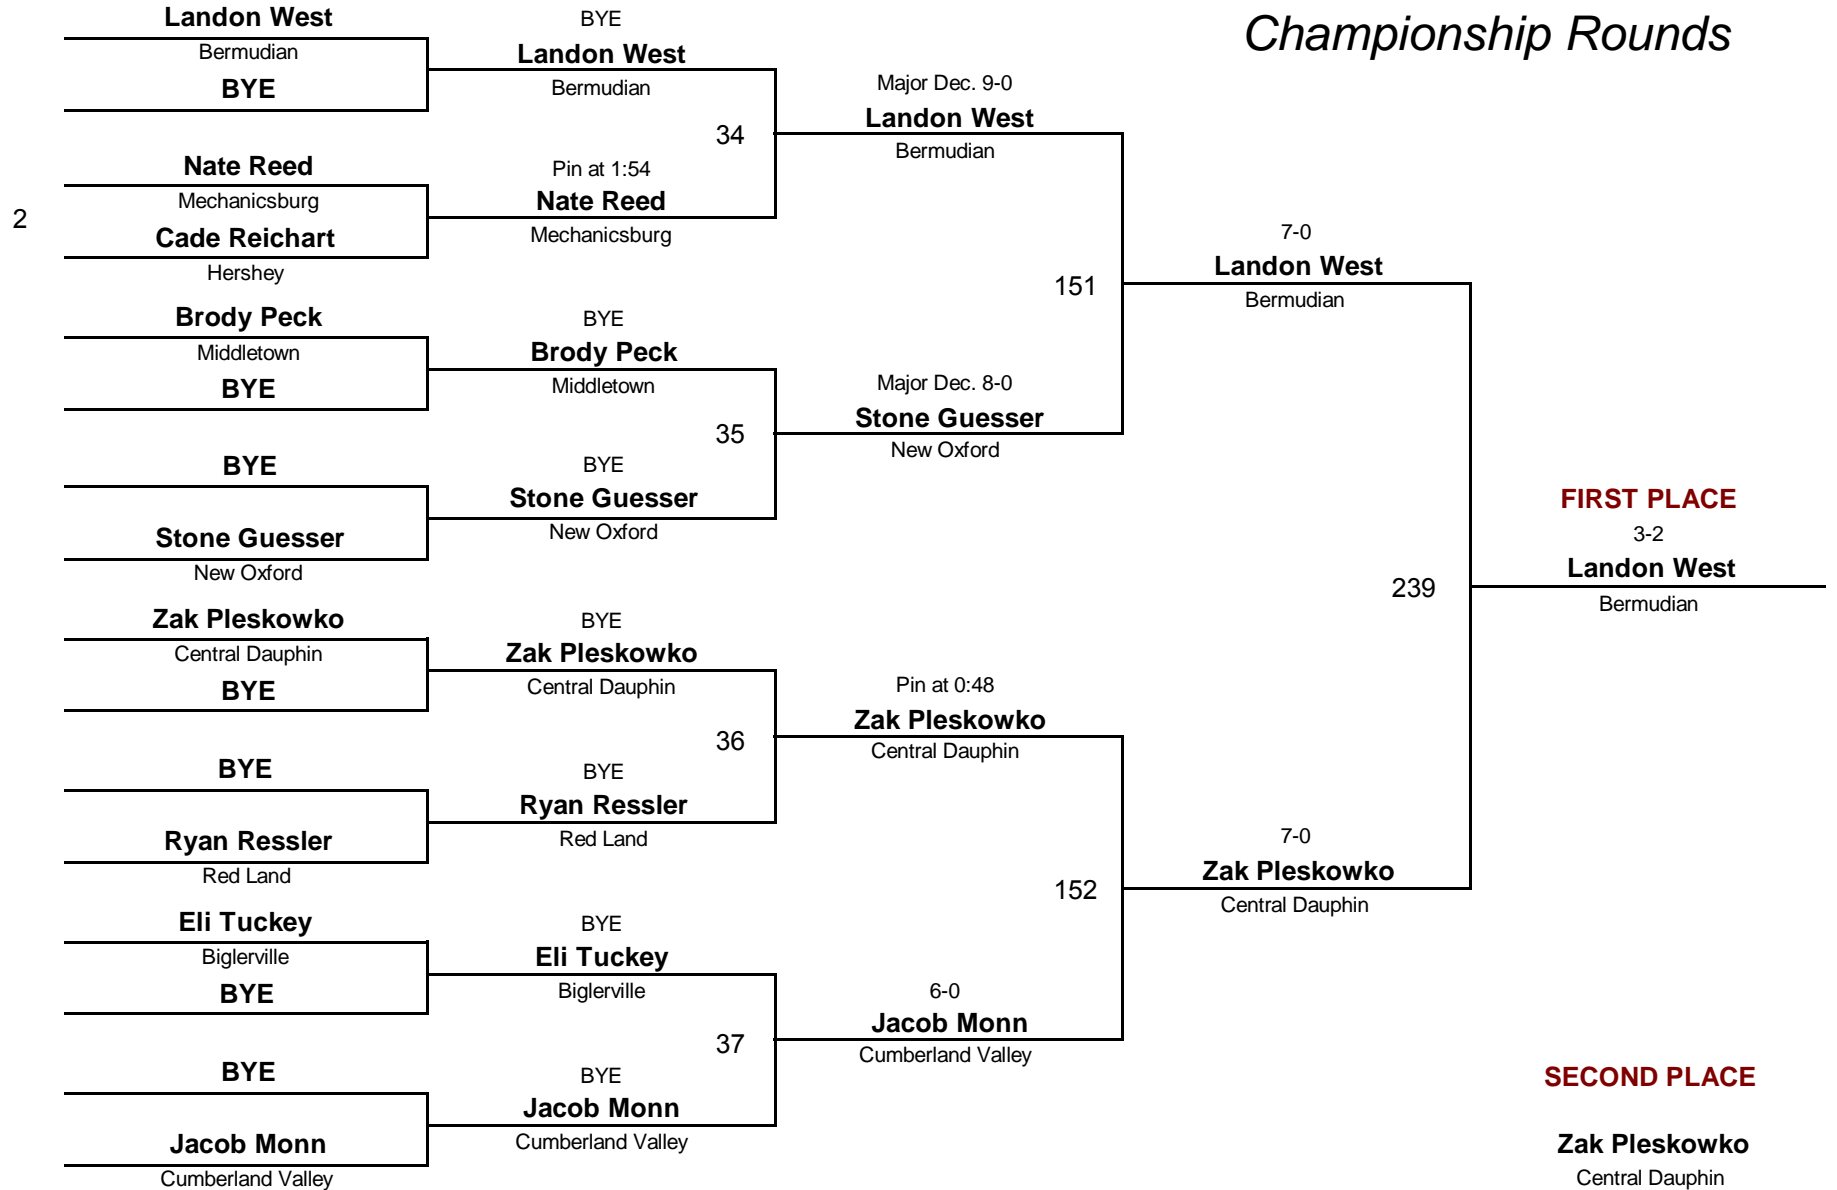 Championship Rounds
Landon West
Bermudian
BYE
2
Nate Reed
Mechanicsburg
Cade Reichart
Hershey
Brody Peck
Middletown
BYE
BYE
Stone Guesser
New Oxford
Zak Pleskowko
Central Dauphin
BYE
BYE
Ryan Ressler
Red Land
Eli Tuckey
Biglerville
BYE
BYE
Jacob Monn
Cumberland Valley
BYE
Landon West
Bermudian
34
Pin at 1:54
Nate Reed
Mechanicsburg
BYE
Brody Peck
Middletown
35
BYE
Stone Guesser
New Oxford
BYE
Zak Pleskowko
Central Dauphin
36
BYE
Ryan Ressler
Red Land
BYE
Eli Tuckey
Biglerville
37
BYE
Jacob Monn
Cumberland Valley
Major Dec. 9-0
Landon West
Bermudian
151
Major Dec. 8-0
Stone Guesser
New Oxford
Pin at 0:48
Zak Pleskowko
Central Dauphin
152
6-0
Jacob Monn
Cumberland Valley
7-0
Landon West
Bermudian
239
7-0
Zak Pleskowko
Central Dauphin
FIRST PLACE
3-2
Landon West
Bermudian
SECOND PLACE
Zak Pleskowko
Central Dauphin